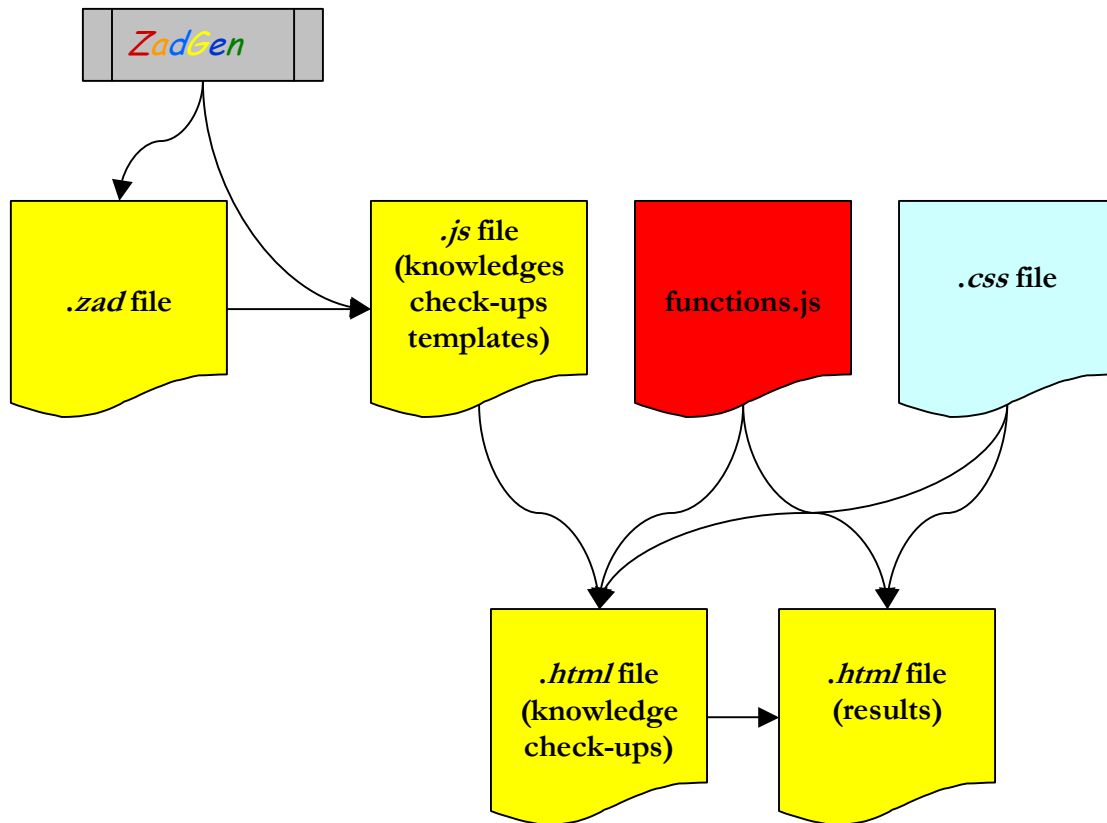 ZadGen
.zad file
.js file
(knowledges
check-ups
templates)
functions.js
.css file
.html file
(knowledge
check-ups)
.html file
(results)